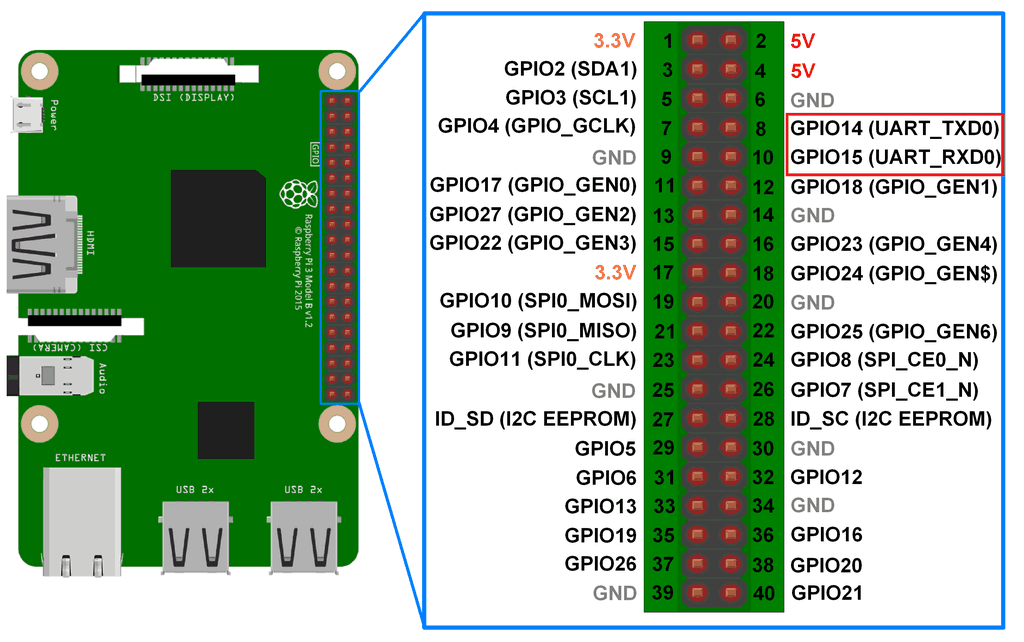 DSI (DISPLAY)
Power
GPIO
HDMI
Raspberry Pi 3 Model B v1.2
© Raspberry Pi 2015
CSI (CAMERA)
Audio
ETHERNET
USB 2x
USB 2x
3.3V 1 2 5V
GPIO2 (SDA1) 3 4 5V
GPIO3 (SCL1) 5 6 GND
GPIO4 (GPIO_GCLK) 7 8 GPIO14 (UART_TXD0)
GND 9 10 GPIO15 (UART_RXD0)
GPIO17 (GPIO_GEN0) 11 12 GPIO18 (GPIO_GEN1)
GPIO27 (GPIO_GEN2) 13 14 GND
GPIO22 (GPIO_GEN3) 15 16 GPIO23 (GPIO_GEN4)
3.3V 17 18 GPIO24 (GPIO_GEN$)
GPIO10 (SPI0_MOSI) 19 20 GND
GPIO9 (SPI0_MISO) 21 22 GPIO25 (GPIO_GEN6)
GPIO11 (SPI0_CLK) 23 24 GPIO8 (SPI_CE0_N)
GND 25 26 GPIO7 (SPI_CE1_N)
ID_SD (I2C EEPROM) 27 28 ID_SC (I2C EEPROM)
GPIO5 29 30 GND
GPIO6 31 32 GPIO12
GPIO13 33 34 GND
GPIO19 35 36 GPIO16
GPIO26 37 38 GPIO20
GND 39 40 GPIO21